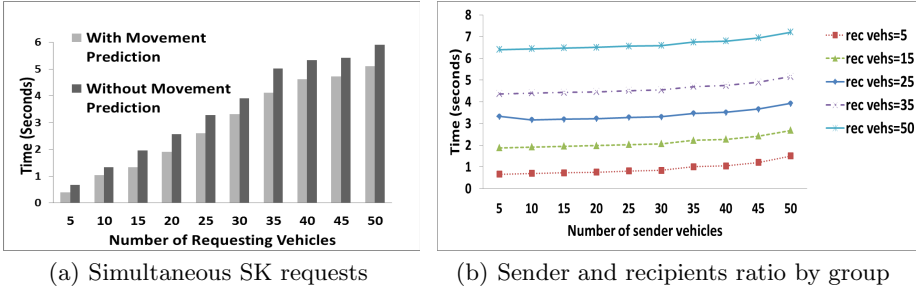 With Movement
Prediction
Without Movement
Prediction
Time (Seconds)
6
5
4
3
2
1
0
5 10 15 20 25 30 35 40 45 50
Number of Requesting Vehicles
(a) Simultaneous SK requests
Time (seconds)
8
7
6
5
4
3
2
1
0
5 10 15 20 25 30 35 40 45 50
Number of sender vehicles
rec vehs=5
rec vehs=15
rec vehs=25
rec vehs=35
rec vehs=50
(b) Sender and recipients ratio by group